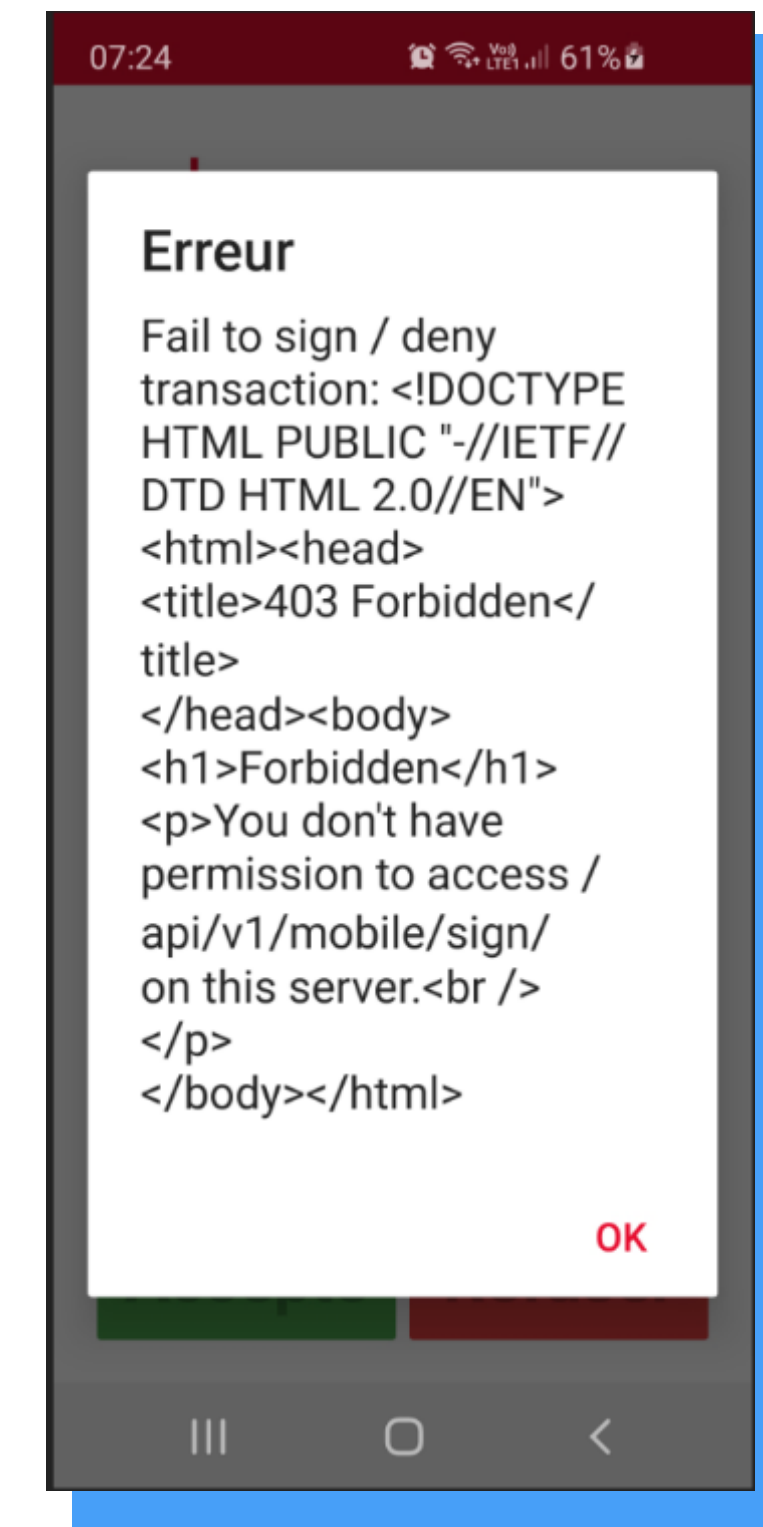 07:24 Vo)) LTE1 61%
Erreur
Fail to sign / deny
transaction: <!DOCTYPE
HTML PUBLIC "-//IETF//
DTD HTML 2.0//EN">
<html><head>
<title>403 Forbidden</
title>
</head><body>
<h1>Forbidden</h1>
<p>You don't have
permission to access /
api/v1/mobile/sign/
on this server.<br />
</p>
</body></html>
OK